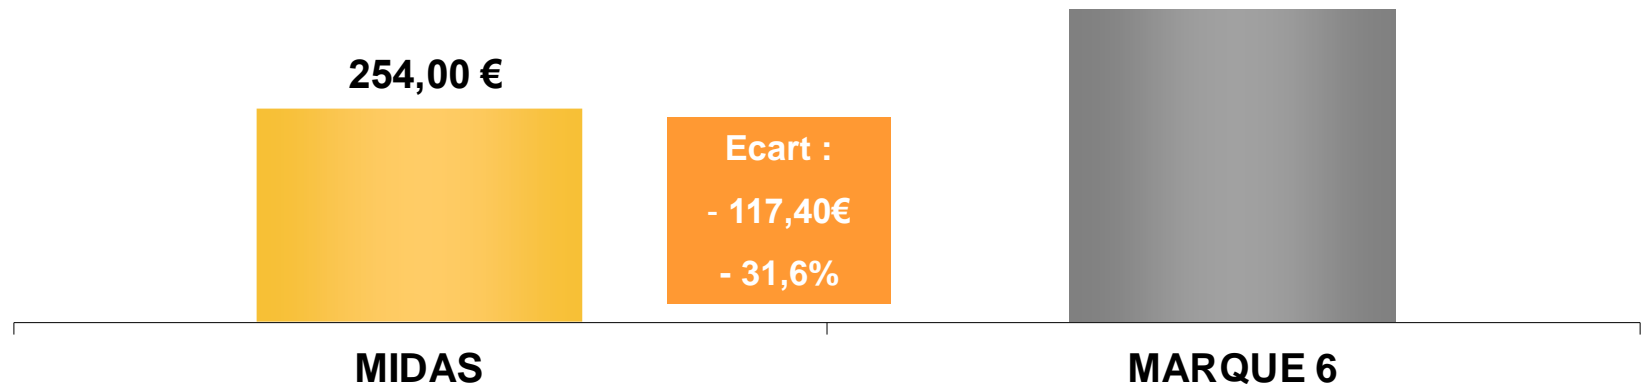 254,00 €
Ecart :
- 117,40€
- 31,6%
MIDAS
MARQUE 6